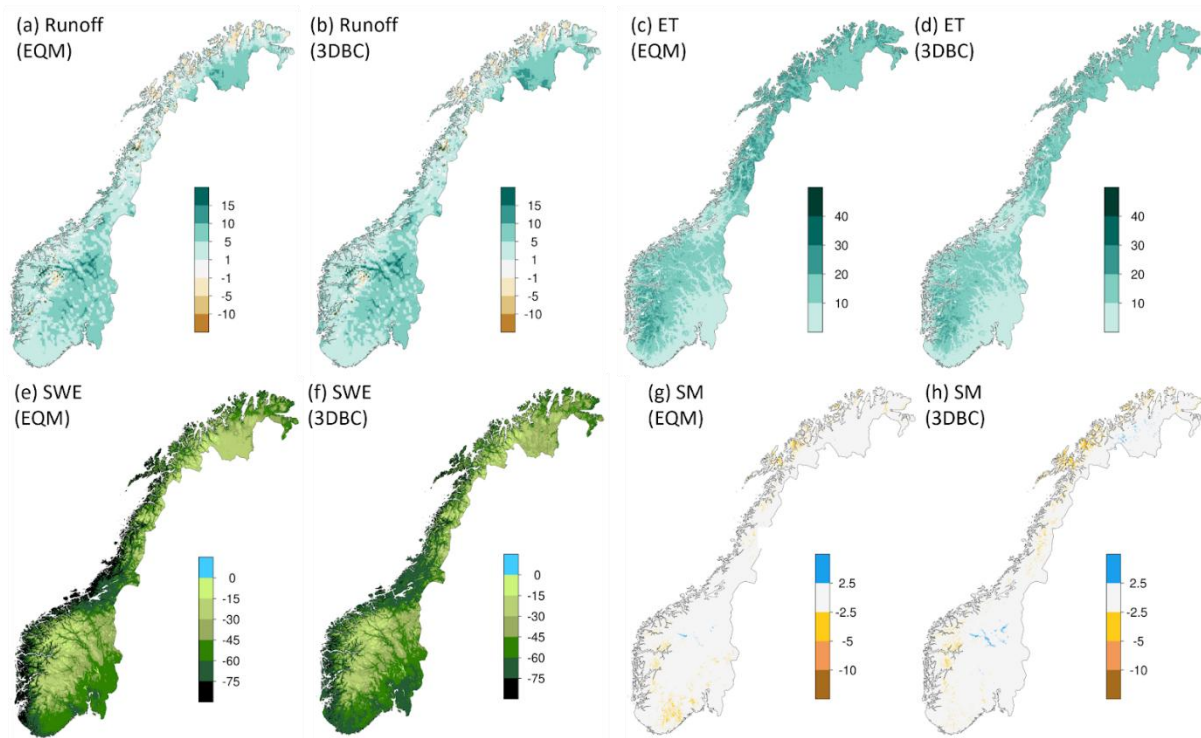 (a) Runoff
(EQM)
(b) Runoff
(3DBC)
(c) ET
(EQM)
(d) ET
(3DBC)
15
10
5
1
-1
-5
-10
15
10
5
1
-1
-5
-10
40
30
20
10
40
30
20
10
(e) SWE
(EQM)
(f) SWE
(3DBC)
(g) SM
(EQM)
(h) SM
(3DBC)
0
-15
-30
-45
-60
-75
0
-15
-30
-45
-60
-75
2.5
-2.5
-5
-10
2.5
-2.5
-5
-10